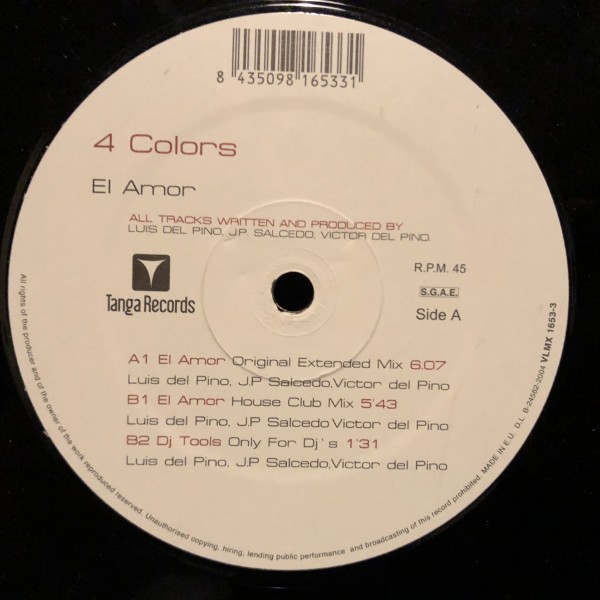 8 435098 165331
4 Colors
El Amor
ALL TRACKS WRITTEN AND PRODUCED BY
LUIS DEL PINO, J.P. SALCEDO, VICTOR DEL PINO.
Tanga Records
R.P.M. 45
S.G.A.E.
Side A
A1 El Amor Original Extended Mix 6.07
Luis del Pino, J.P Salcedo,Victor del Pino
B1 El Amor House Club Mix 5'43
Luis del Pino, J.P Salcedo Victor del Pino
B2 Dj Tools Only For Dj's 1'31
Luis del Pino, J.P Salcedo,Victor del Pino
All rights of the producer and of the owner of the work reproduced reserved. Unauthorised copying, hiring, lending public performance and broadcasting of this record prohibited. MADE IN E.U. D.L. B-24562-2004 VLMX 1653-3